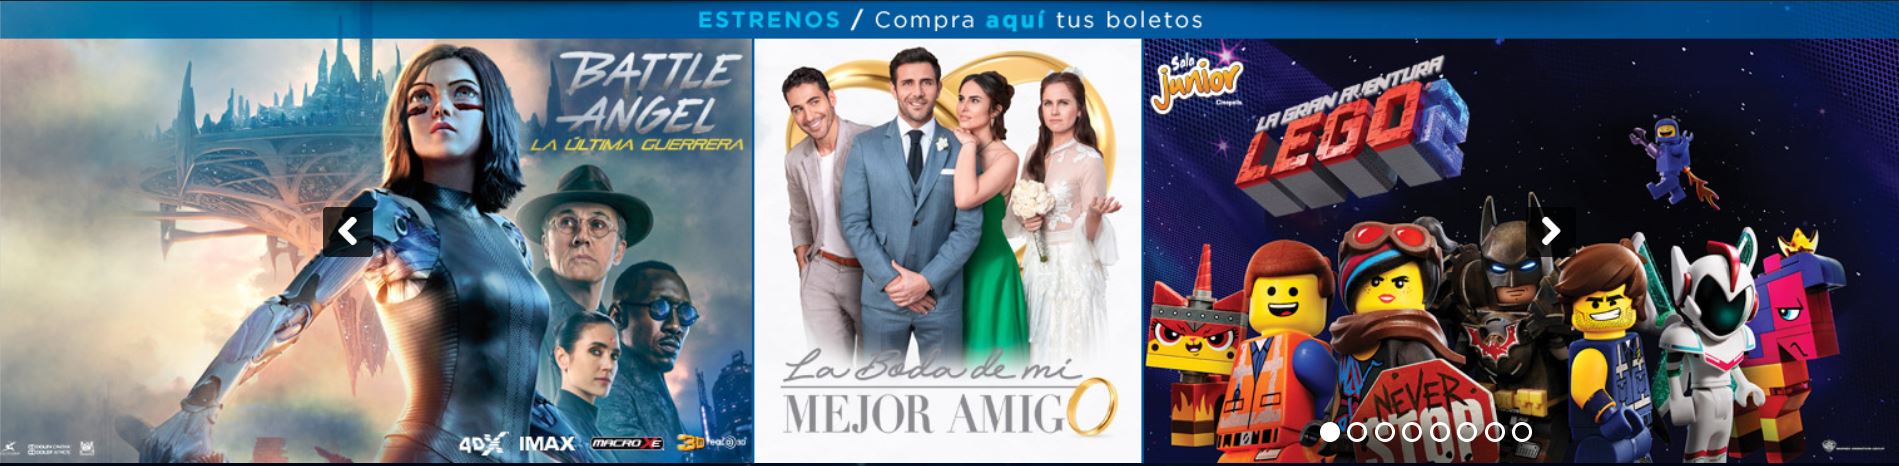 ESTRENOS / Compra aquí tus boletos
BATTLE
ANGEL
LA ÚLTIMA GUERRERA
4DX IMAX MACRO XE 3D
La Boda de mi
MEJOR AMIGO
Sala
junior
Cinépolis
LA GRAN AVENTURA
LEGO 2
NEVER
STOP